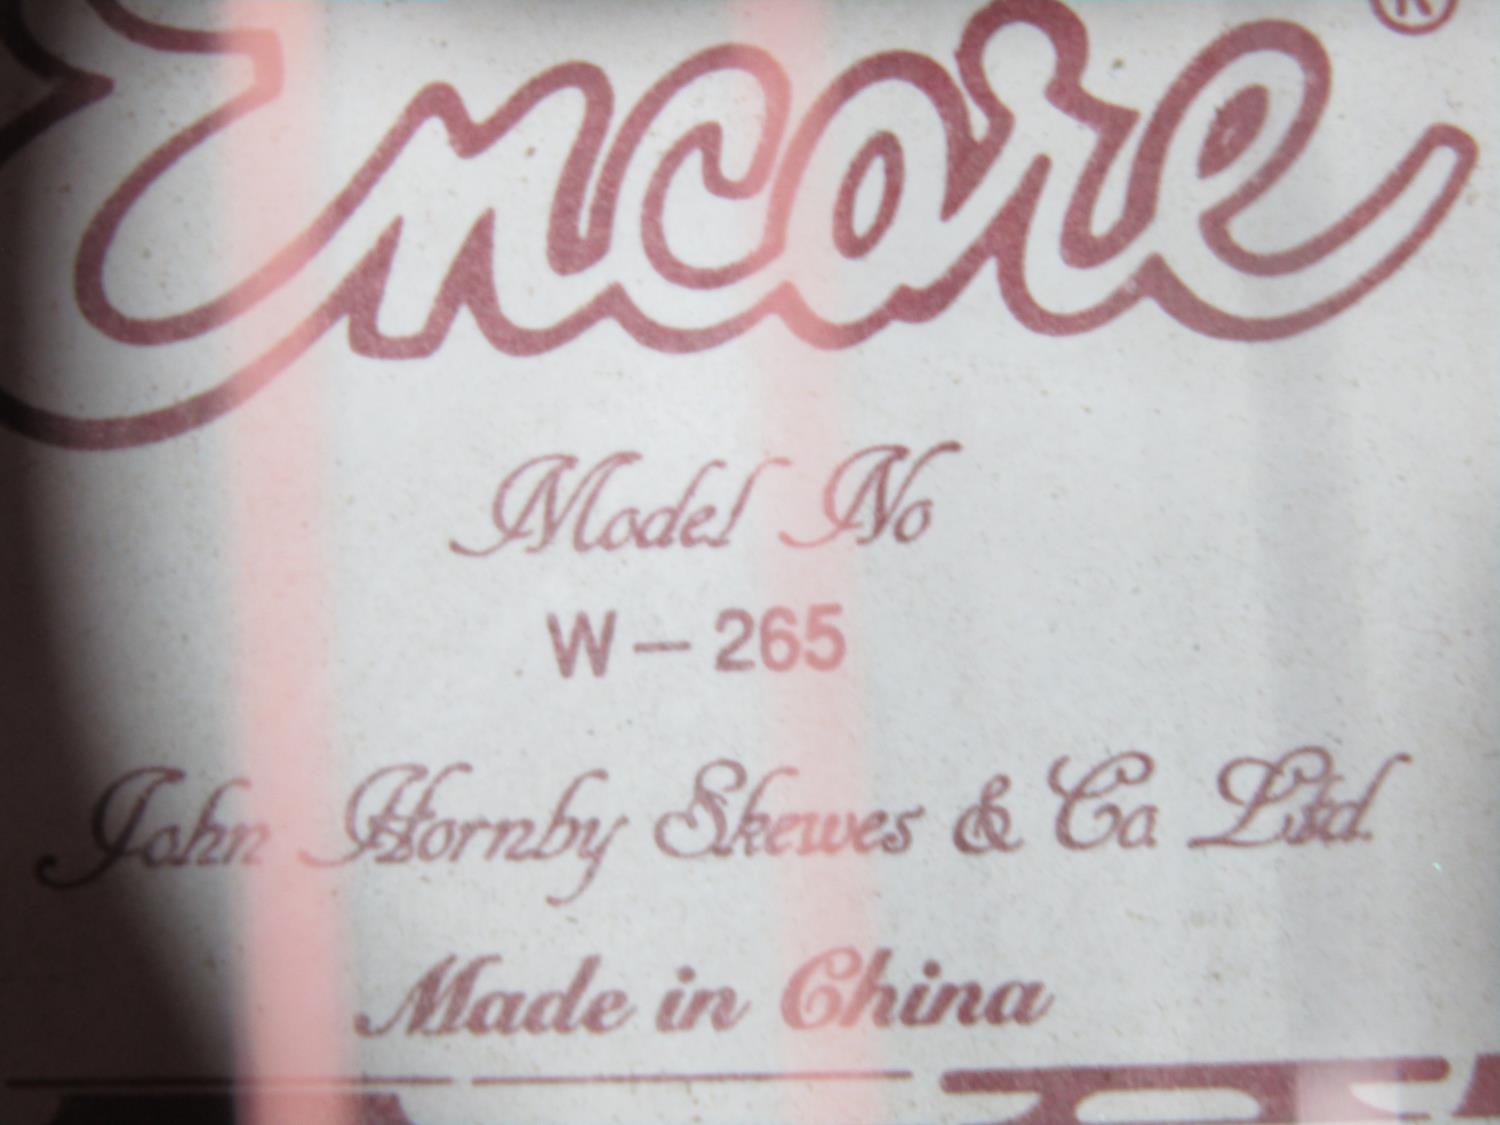 Encore®
Model No
W-265
John Hornby Skewes & Co Ltd.
Made in China